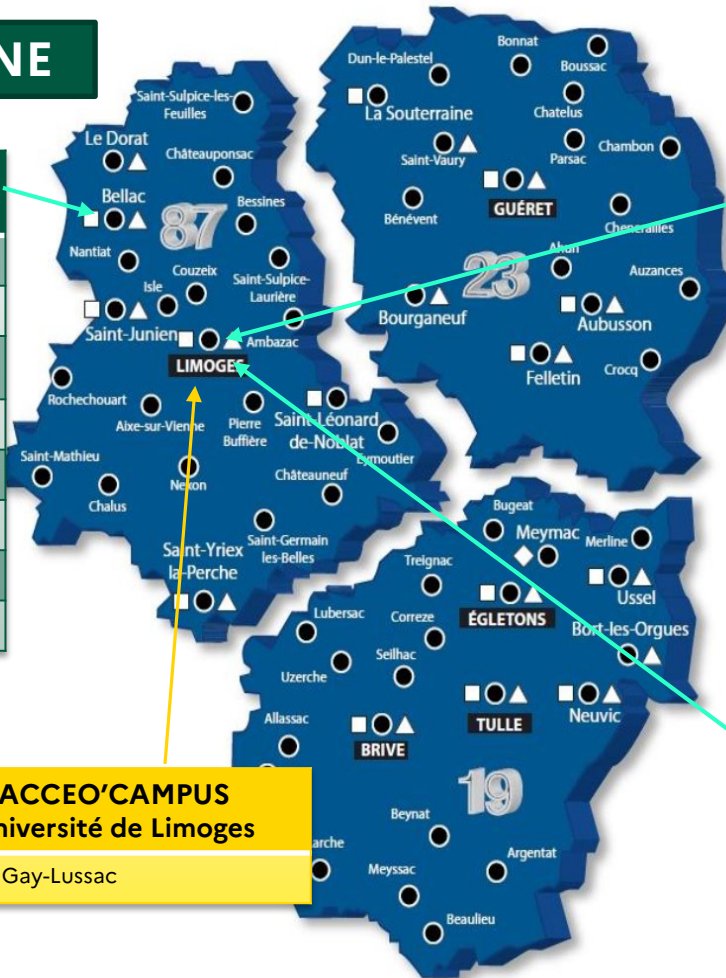 NE
Saint-Sulpice-les-
Feuilles
Le Dorat
Châteauponsac
Bellac
Bessines
87
Nantiat
Couzeix
Isle
Saint-Sulpice-
Laurière
Saint-Junien
Ambazac
LIMOGES
Rochechouart
Aixe-sur-Vienne
Pierre
Buffière
Saint-Léonard
de-Noblat
Eymoutier
Saint-Mathieu
Chalus
Nexon
Châteauneuf
Saint-Germain
les-Belles
Saint-Yriex
la-Perche
Dun-le-Palestel
Bonnat
Boussac
La Souterraine
Chatelus
Saint-Vaury
Parsac
Chambon
GUÉRET
Bénévent
Chenerailles
23
Ahun
Auzances
Bourganeuf
Aubusson
Felletin
Crocq
Bugeat
Meymac
Merline
Treignac
Ussel
ÉGLETONS
Lubersac
Correze
Bort-les-Orgues
Seilhac
Uzerche
Allassac
BRIVE
TULLE
Neuvic
19
Beynat
Argentat
arche
Meyssac
Beaulieu
ACCEO'CAMPUS
niversité de Limoges
Gay-Lussac